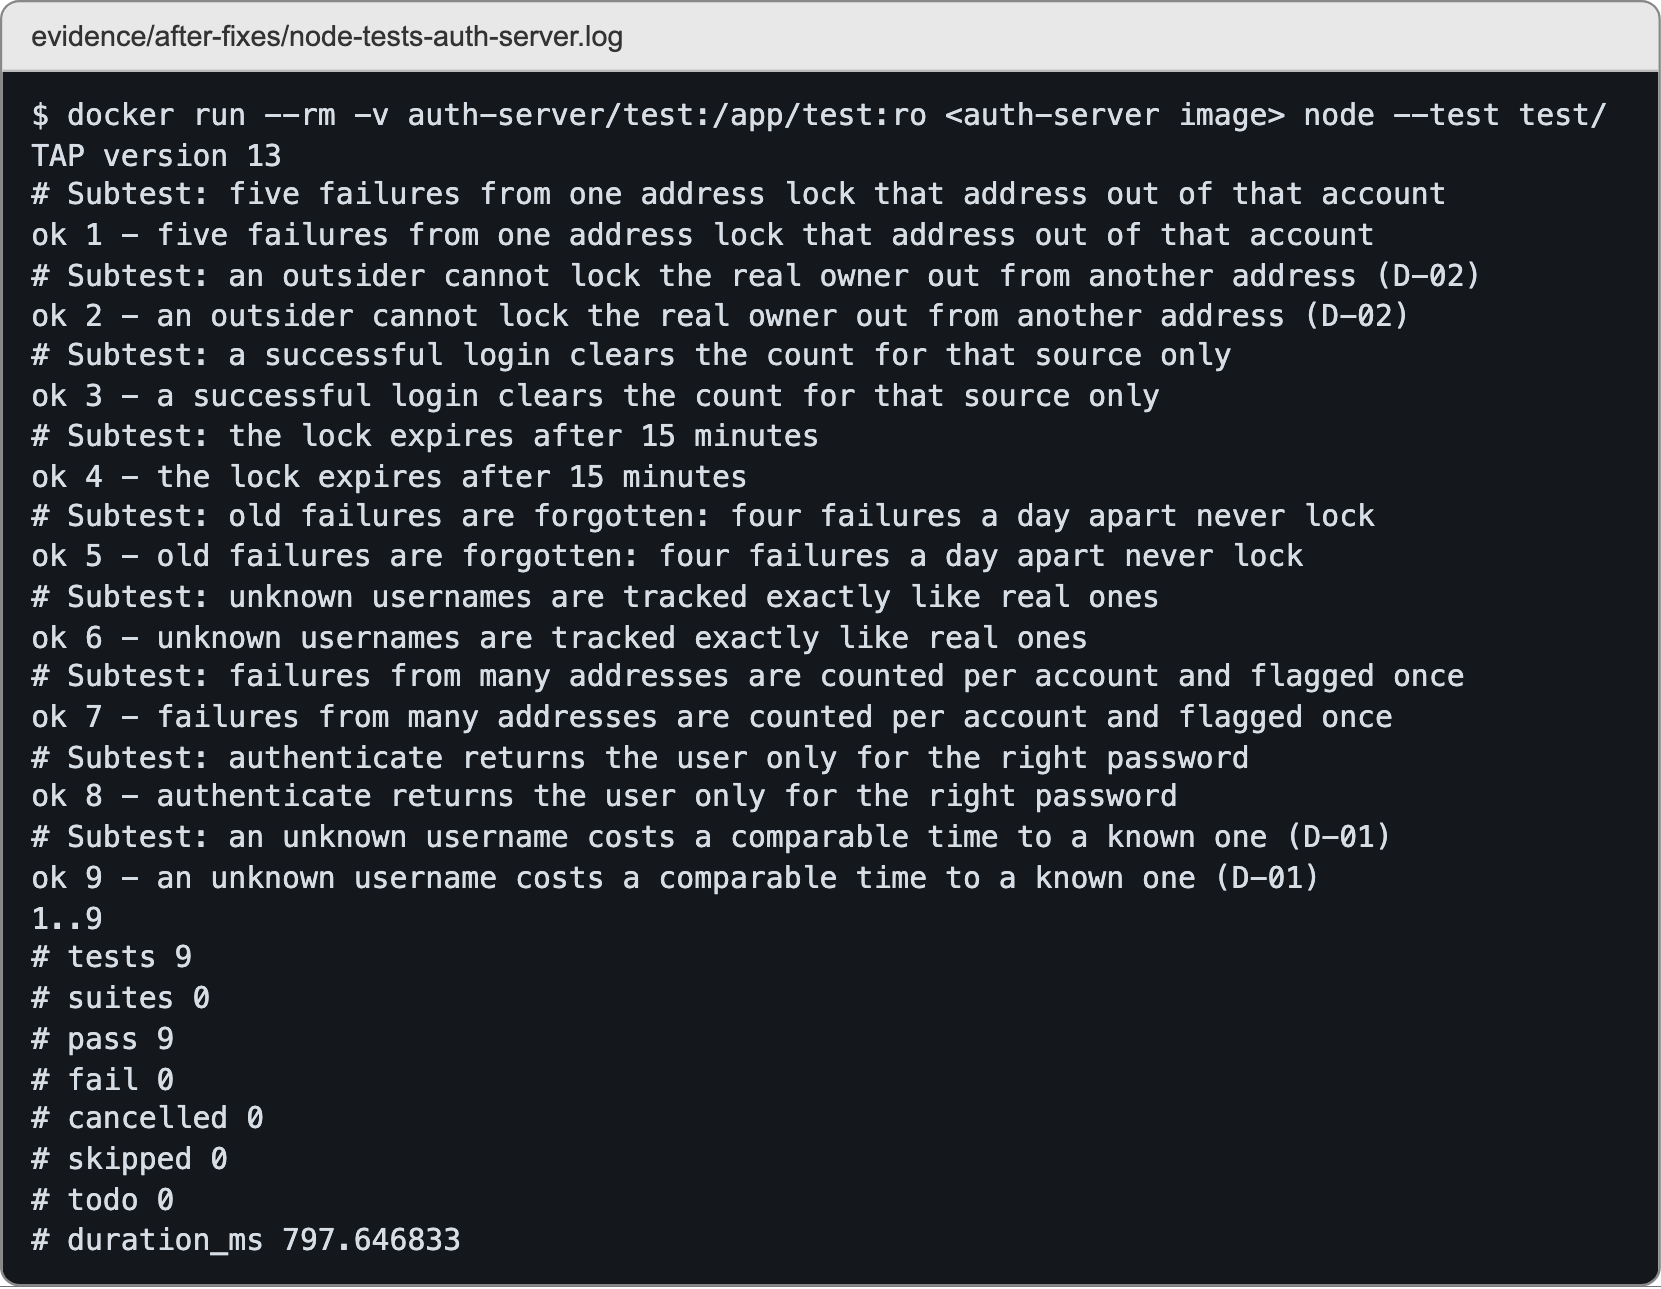 evidence/after-fixes/node-tests-auth-server.log
$ docker run --rm -v auth-server/test:/app/test:ro <auth-server image> node --test test/
TAP version 13
# Subtest: five failures from one address lock that address out of that account
ok 1 - five failures from one address lock that address out of that account
# Subtest: an outsider cannot lock the real owner out from another address (D-02)
ok 2 - an outsider cannot lock the real owner out from another address (D-02)
# Subtest: a successful login clears the count for that source only
ok 3 - a successful login clears the count for that source only
# Subtest: the lock expires after 15 minutes
ok 4 - the lock expires after 15 minutes
# Subtest: old failures are forgotten: four failures a day apart never lock
ok 5 - old failures are forgotten: four failures a day apart never lock
# Subtest: unknown usernames are tracked exactly like real ones
ok 6 - unknown usernames are tracked exactly like real ones
# Subtest: failures from many addresses are counted per account and flagged once
ok 7 - failures from many addresses are counted per account and flagged once
# Subtest: authenticate returns the user only for the right password
ok 8 - authenticate returns the user only for the right password
# Subtest: an unknown username costs a comparable time to a known one (D-01)
ok 9 - an unknown username costs a comparable time to a known one (D-01)
1..9
# tests 9
# suites 0
# pass 9
# fail 0
# cancelled 0
# skipped 0
# todo 0
# duration_ms 797.646833